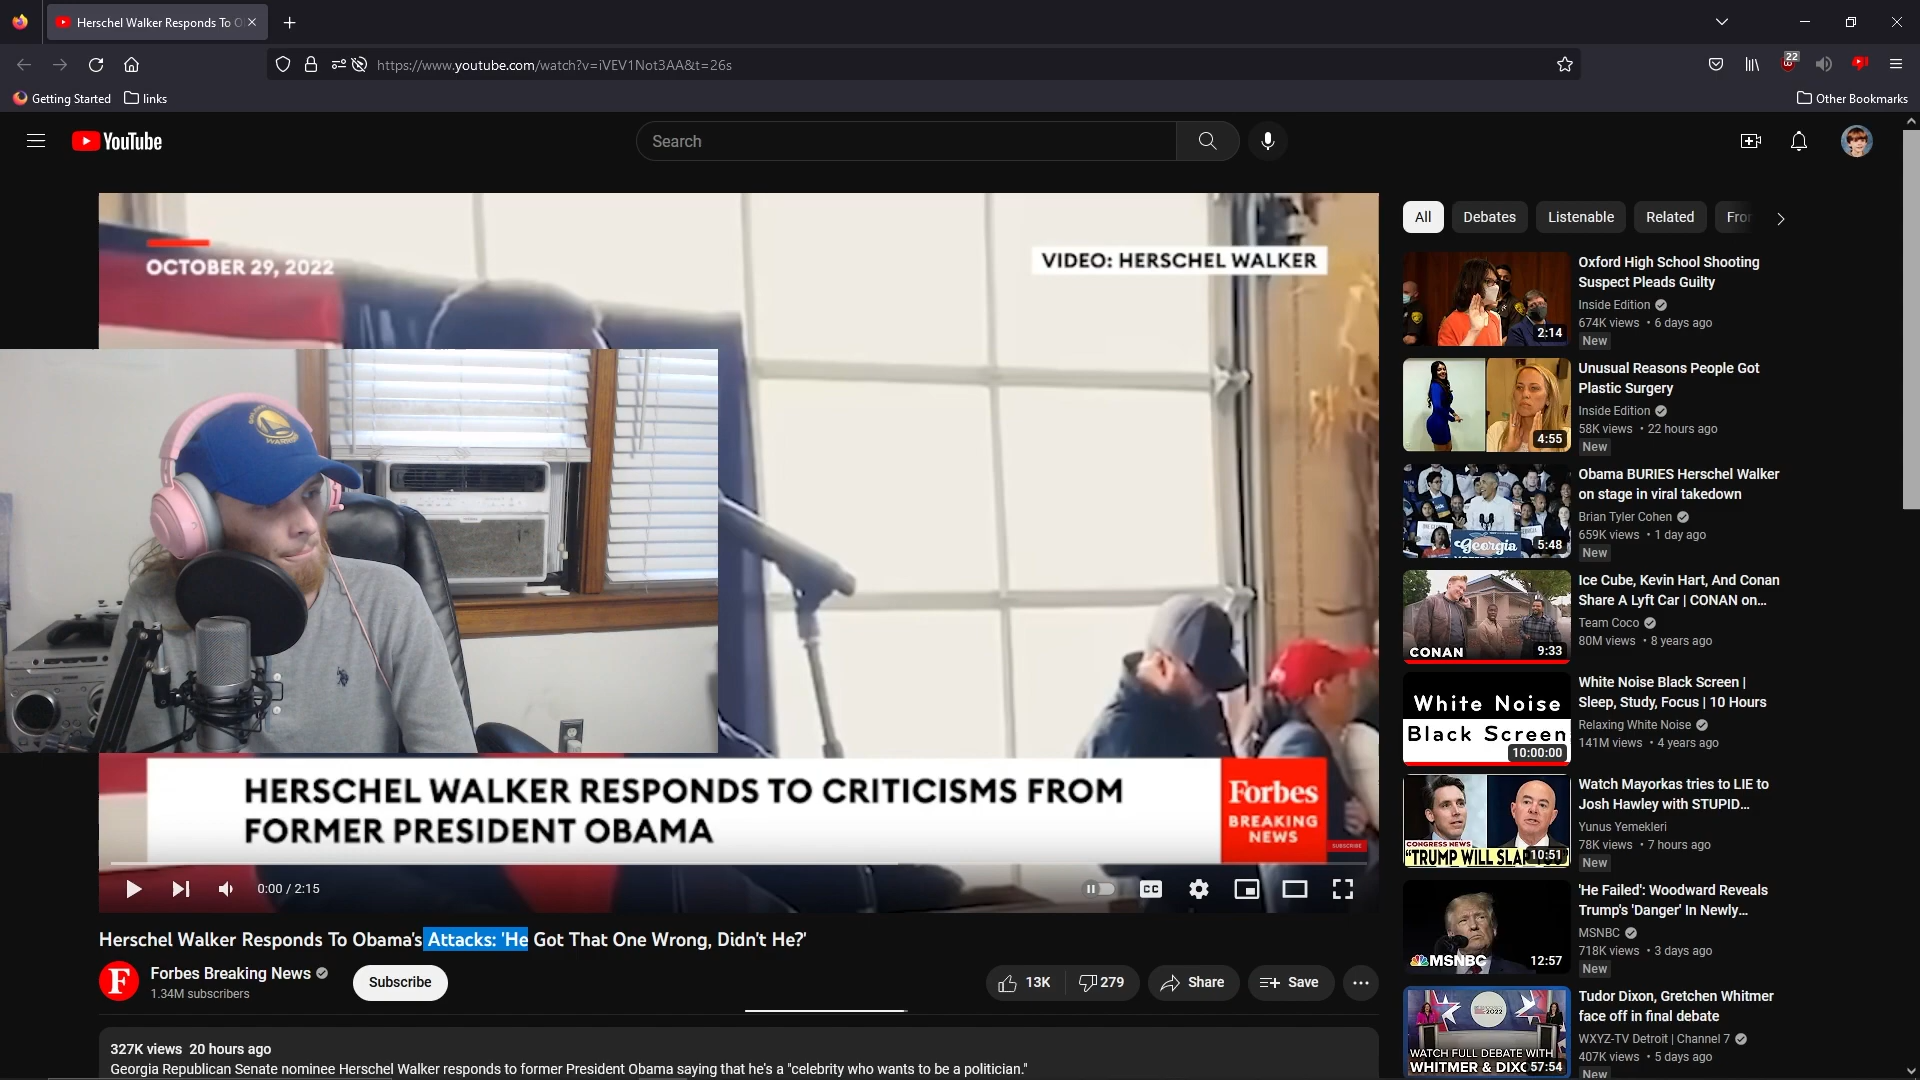 Herschel Walker Responds To O
https://www.youtube.com/watch?v=iVEV1Not3AA&t=26s
22
Getting Started
links
Other Bookmarks
YouTube
Search
OCTOBER 29, 2022
VIDEO: HERSCHEL WALKER
WARRIORS
HERSCHEL WALKER RESPONDS TO CRITICISMS FROM
FORMER PRESIDENT OBAMA
Forbes
BREAKING
NEWS
SUBSCRIBE
0:00 / 2:15
CC
Herschel Walker Responds To Obama's Attacks: 'He Got That One Wrong, Didn't He?'
F
Forbes Breaking News
1.34M subscribers
Subscribe
13K
279
Share
Save
327K views 20 hours ago
Georgia Republican Senate nominee Herschel Walker responds to former President Obama saying that he's a "celebrity who wants to be a politician."
All
Debates
Listenable
Related
Fro
2:14
Oxford High School Shooting
Suspect Pleads Guilty
Inside Edition
674K views • 6 days ago
New
4:55
Unusual Reasons People Got
Plastic Surgery
Inside Edition
58K views • 22 hours ago
New
Georgia
5:48
Obama BURIES Herschel Walker
on stage in viral takedown
Brian Tyler Cohen
659K views • 1 day ago
New
CONAN
9:33
Ice Cube, Kevin Hart, And Conan
Share A Lyft Car | CONAN on...
Team Coco
80M views • 8 years ago
White Noise
Black Screen
10:00:00
White Noise Black Screen |
Sleep, Study, Focus | 10 Hours
Relaxing White Noise
141M views • 4 years ago
CONGRESS NEWS
"TRUMP WILL SLAP
10:51
Watch Mayorkas tries to LIE to
Josh Hawley with STUPID...
Yunus Yemekleri
78K views • 7 hours ago
New
MSNBC
12:57
'He Failed': Woodward Reveals
Trump's 'Danger' In Newly...
MSNBC
718K views • 3 days ago
New
2022
WATCH FULL DEBATE WITH
WHITMER & DIXO
57:54
Tudor Dixon, Gretchen Whitmer
face off in final debate
WXYZ-TV Detroit | Channel 7
407K views • 5 days ago
New